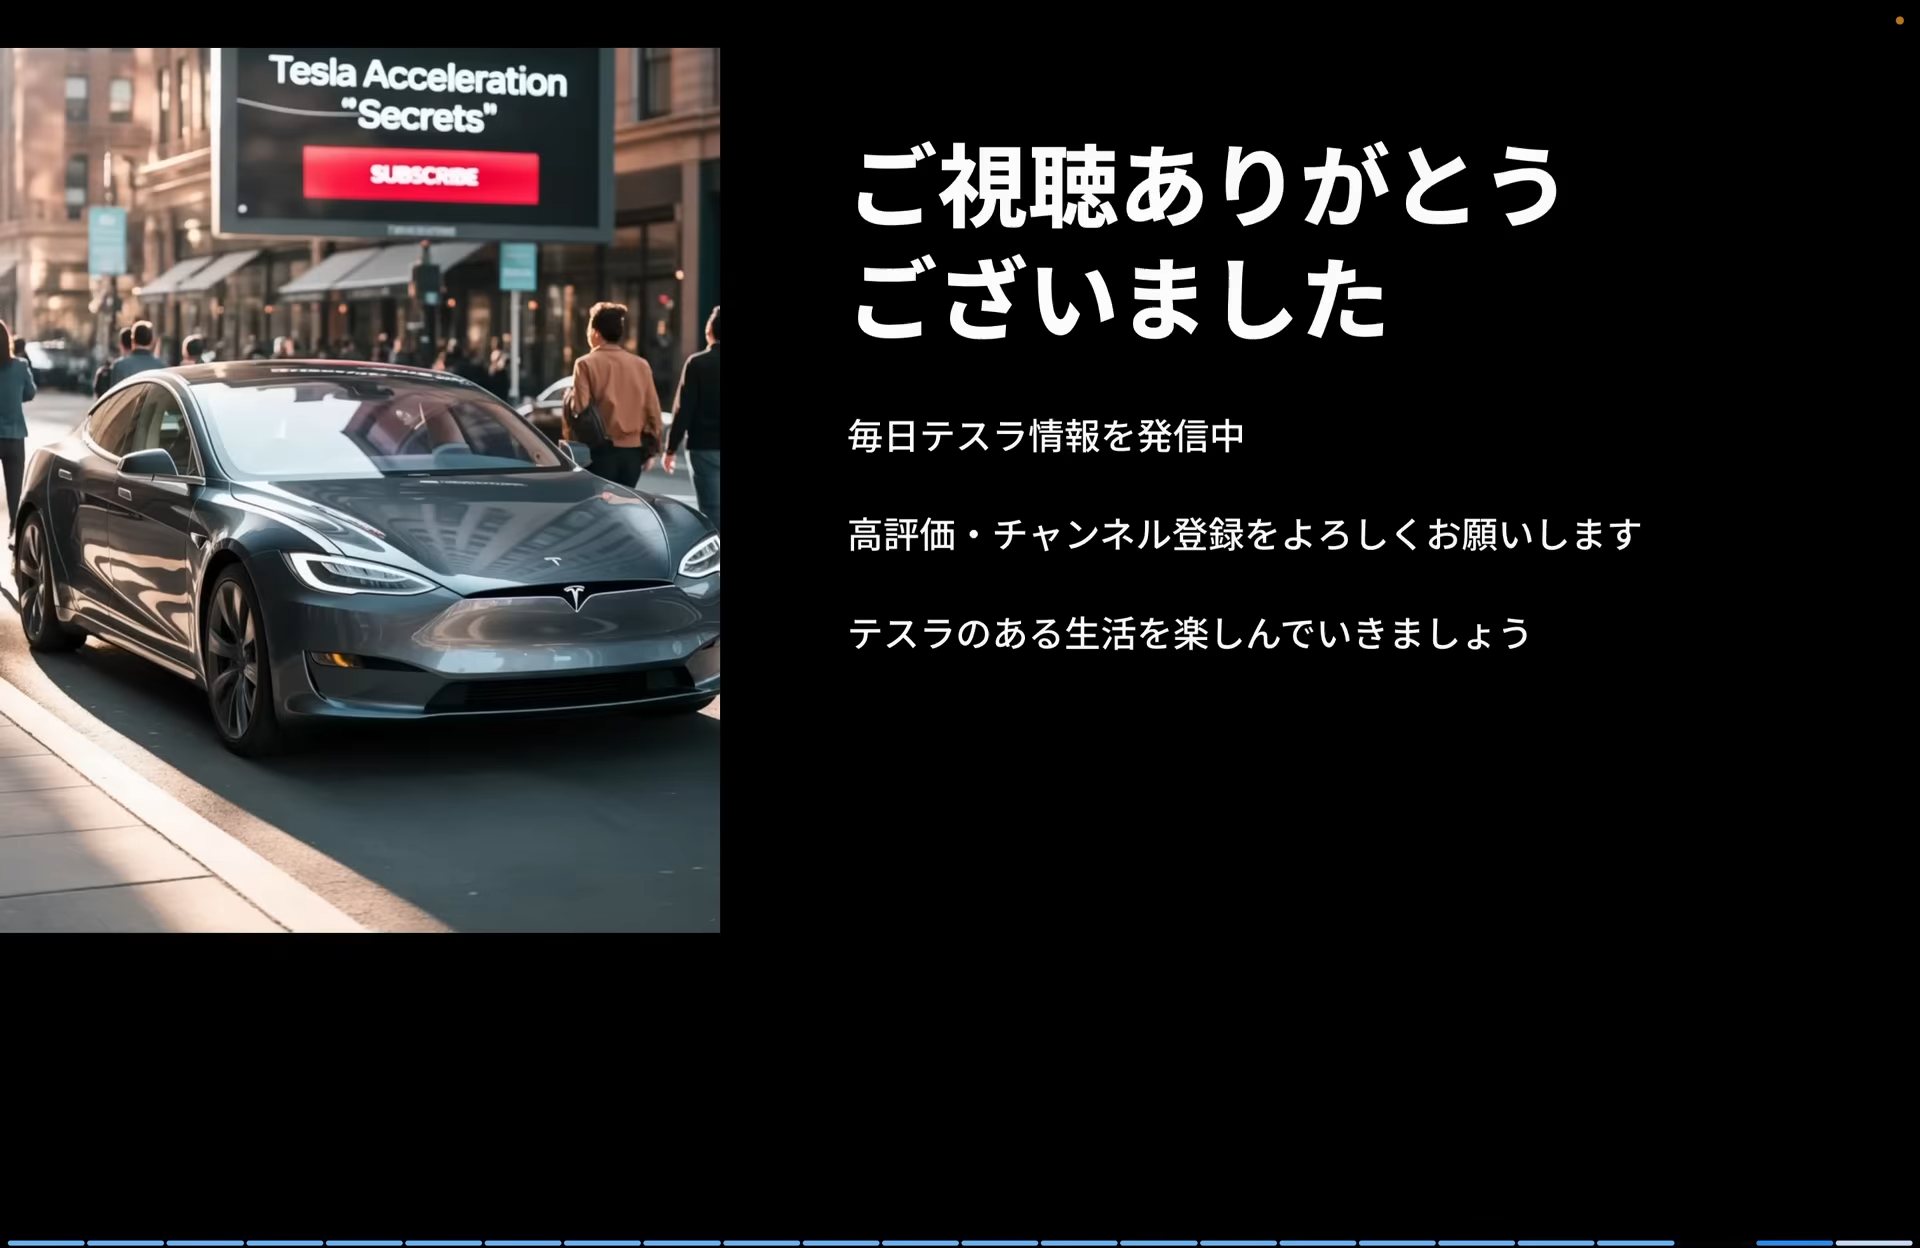 Tesla Acceleration
“Secrets”
SUBSCRIBE
ご視聴ありがとう
ございました
毎日テスラ情報を発信中
高評価・チャンネル登録をよろしくお願いします
テスラのある生活を楽しんでいきましょう